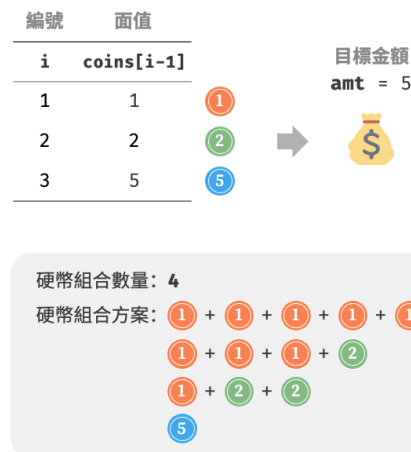 編號 面值
i coins[i-1]
1 1 1
2 2 2
3 5 5
目標金額
amt = 5
$
硬幣組合數量: 4
硬幣組合方案: 1 + 1 + 1 + 1 + 1
1 + 1 + 1 + 2
1 + 2 + 2
5